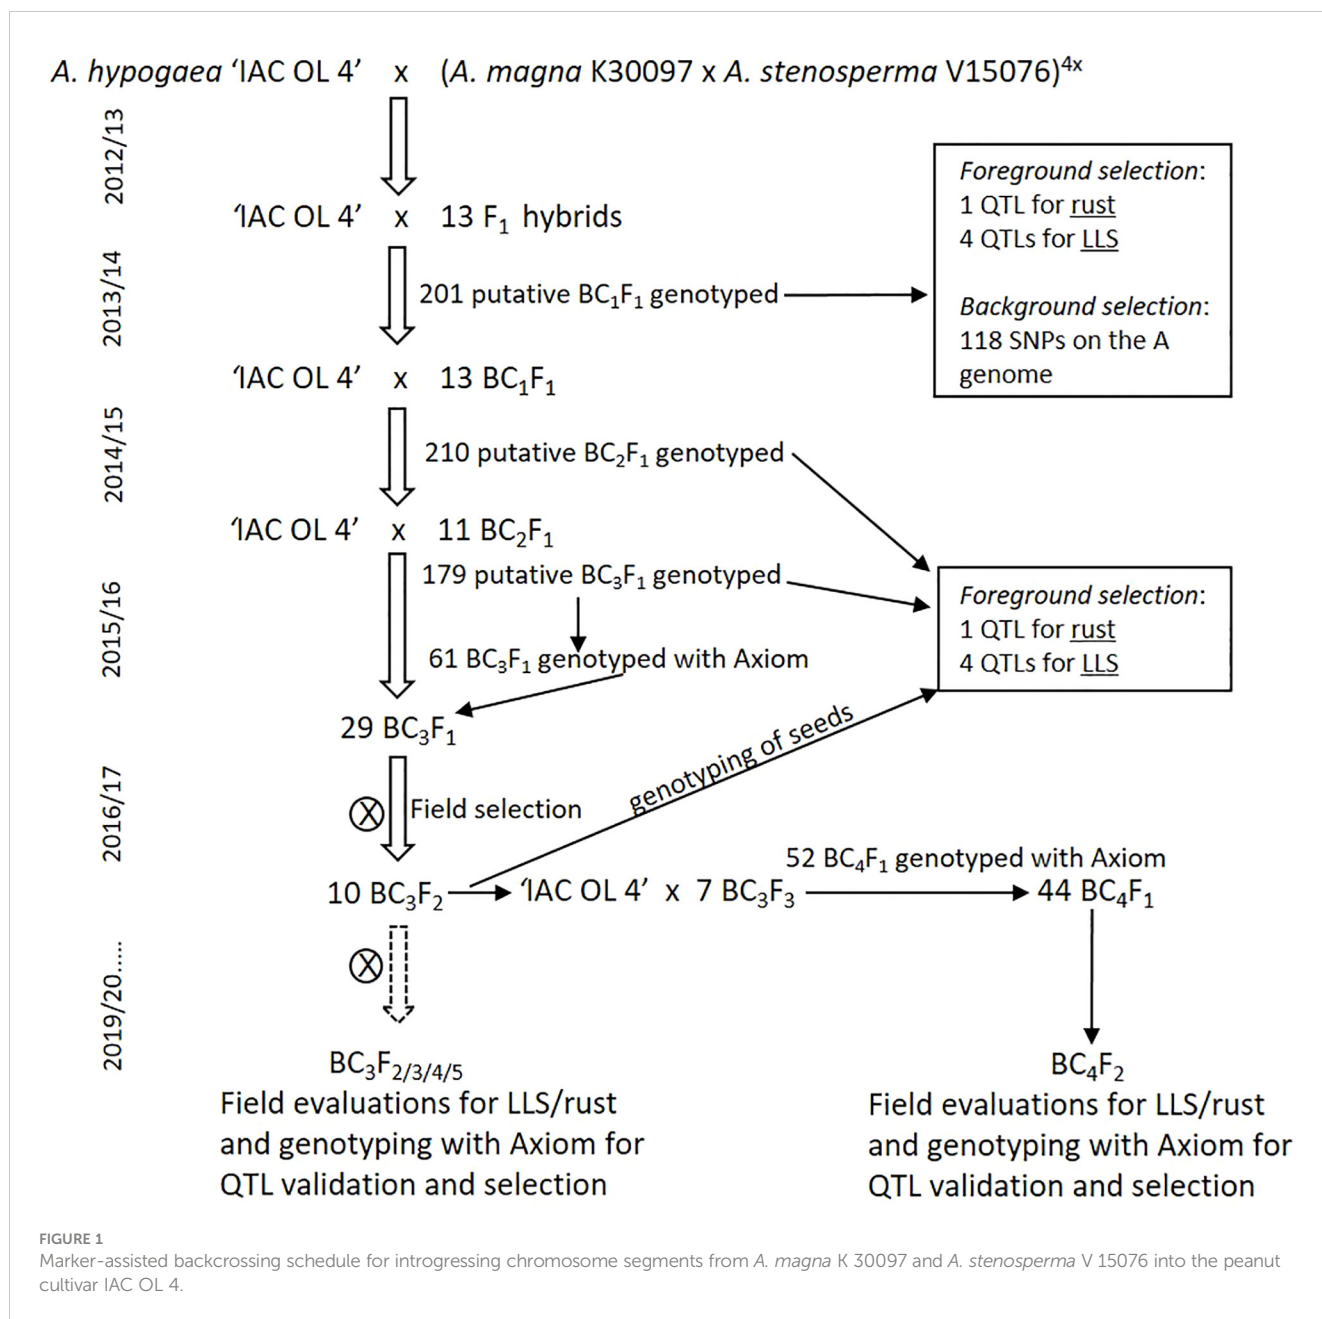 A. hypogaea ‘IAC OL 4’ x (A. magna K30097 x A. stenosperma V15076)4x
2012/13
‘IAC OL 4’ x 13 F1 hybrids
Foreground selection:
1 QTL for rust
4 QTLs for LLS
Background selection:
118 SNPs on the A
genome
2013/14
201 putative BC1F1 genotyped
‘IAC OL 4’ x 13 BC1F1
2014/15
210 putative BC2F1 genotyped
‘IAC OL 4’ x 11 BC2F1
2015/16
179 putative BC3F1 genotyped
61 BC3F1 genotyped with Axiom
Foreground selection:
1 QTL for rust
4 QTLs for LLS
29 BC3F1
2016/17
Field selection
genotyping of seeds
52 BC4F1 genotyped with Axiom
10 BC3F2
‘IAC OL 4’ x 7 BC3F3
44 BC4F1
2019/20.....
BC3F2/3/4/5
Field evaluations for LLS/rust
and genotyping with Axiom for
QTL validation and selection
BC4F2
Field evaluations for LLS/rust
and genotyping with Axiom for
QTL validation and selection
FIGURE 1
Marker-assisted backcrossing schedule for introgressing chromosome segments from A. magna K 30097 and A. stenosperma V 15076 into the peanut
cultivar IAC OL 4.